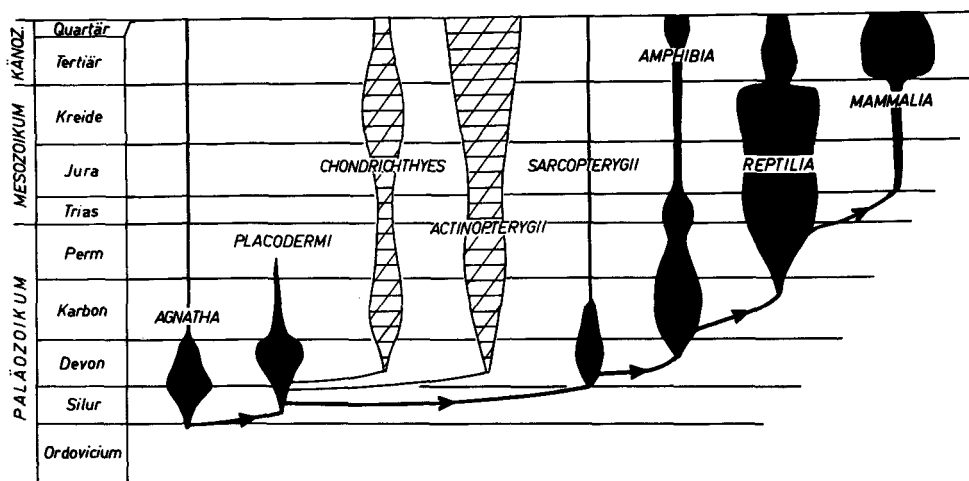 KÄNOZ.
MESOZOIKUM
PALÄOZOIKUM
Quartär
Tertiär
Kreide
Jura
Trias
Perm
Karbon
Devon
Silur
Ordovicium
AGNATHA
PLACODERMI
CHONDRICHTHYES
ACTINOPTERYGII
SARCOPTERYGII
AMPHIBIA
REPTILIA
MAMMALIA